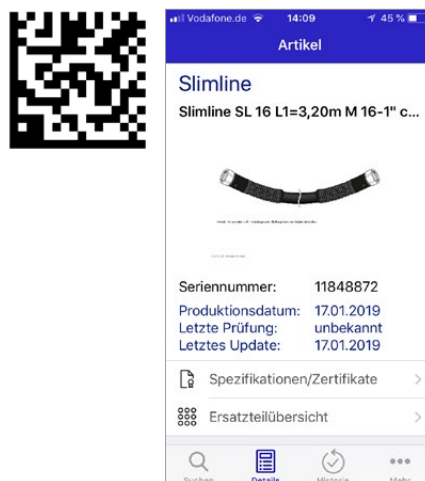 Vodafone.de 14:09 45 %
Artikel
Slimline
Slimline SL 16 L1=3,20m M 16-1" c...
Seriennummer: 11848872
Produktionsdatum: 17.01.2019
Letzte Prüfung: unbekannt
Letztes Update: 17.01.2019
Spezifikationen/Zertifikate
Ersatzteilübersicht
Suchen Details Historie Mehr